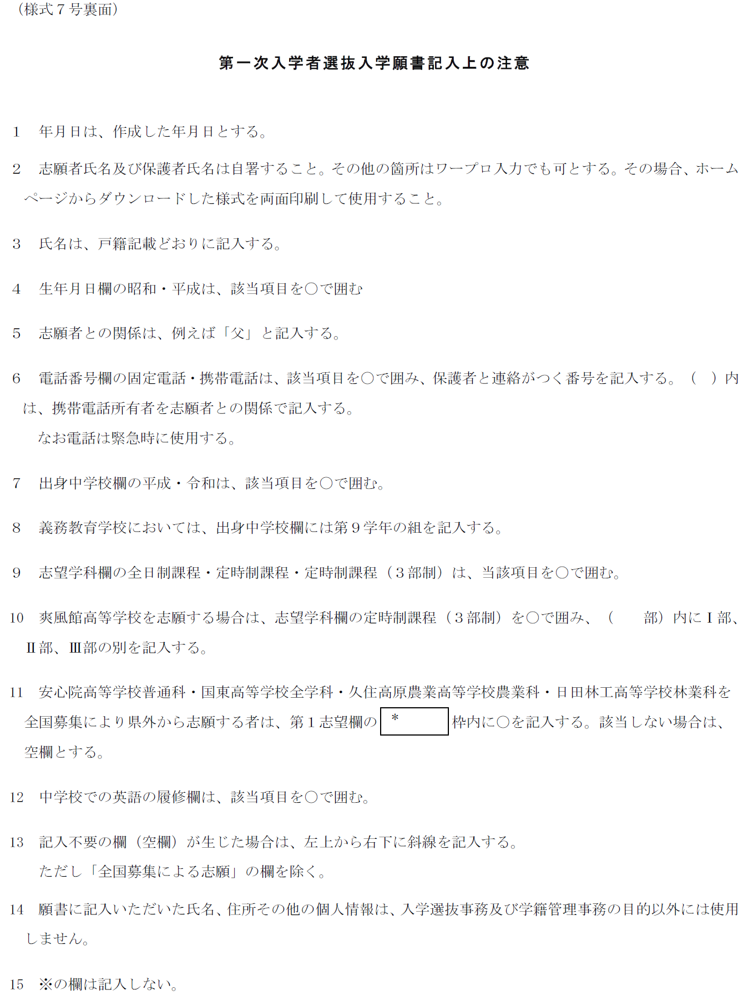 （様式７号裏面）
第一次入学者選抜入学願書記入上の注意
１　年月日は、作成した年月日とする。
２　志願者氏名及び保護者氏名は自署すること。その他の箇所はワープロ入力でも可とする。その場合、ホーム
ページからダウンロードした様式を両面印刷して使用すること。
３　氏名は、戸籍記載どおりに記入する。
４　生年月日欄の昭和・平成は、該当項目を○で囲む
５　志願者との関係は、例えば「父」と記入する。
６　電話番号欄の固定電話・携帯電話は、該当項目を○で囲み、保護者と連絡がつく番号を記入する。（　）内
は、携帯電話所有者を志願者との関係で記入する。
なお電話は緊急時に使用する。
７　出身中学校欄の平成・令和は、該当項目を○で囲む。
８　義務教育学校においては、出身中学校欄には第９学年の組を記入する。
９　志望学科欄の全日制課程・定時制課程・定時制課程（３部制）は、当該項目を○で囲む。
10　爽風館高等学校を志願する場合は、志望学科欄の定時制課程（３部制）を○で囲み、（　　部）内にⅠ部、
Ⅱ部、Ⅲ部の別を記入する。
11　安心院高等学校普通科・国東高等学校全学科・久住高原農業高等学校農業科・日田林工高等学校林業科を
全国募集により県外から志願する者は、第１志望欄の ＊ 枠内に○を記入する。該当しない場合は、
空欄とする。
12　中学校での英語の履修欄は、該当項目を○で囲む。
13　記入不要の欄（空欄）が生じた場合は、左上から右下に斜線を記入する。
ただし「全国募集による志願」の欄を除く。
14　願書に記入いただいた氏名、住所その他の個人情報は、入学選抜事務及び学籍管理事務の目的以外には使用
しません。
15　※の欄は記入しない。